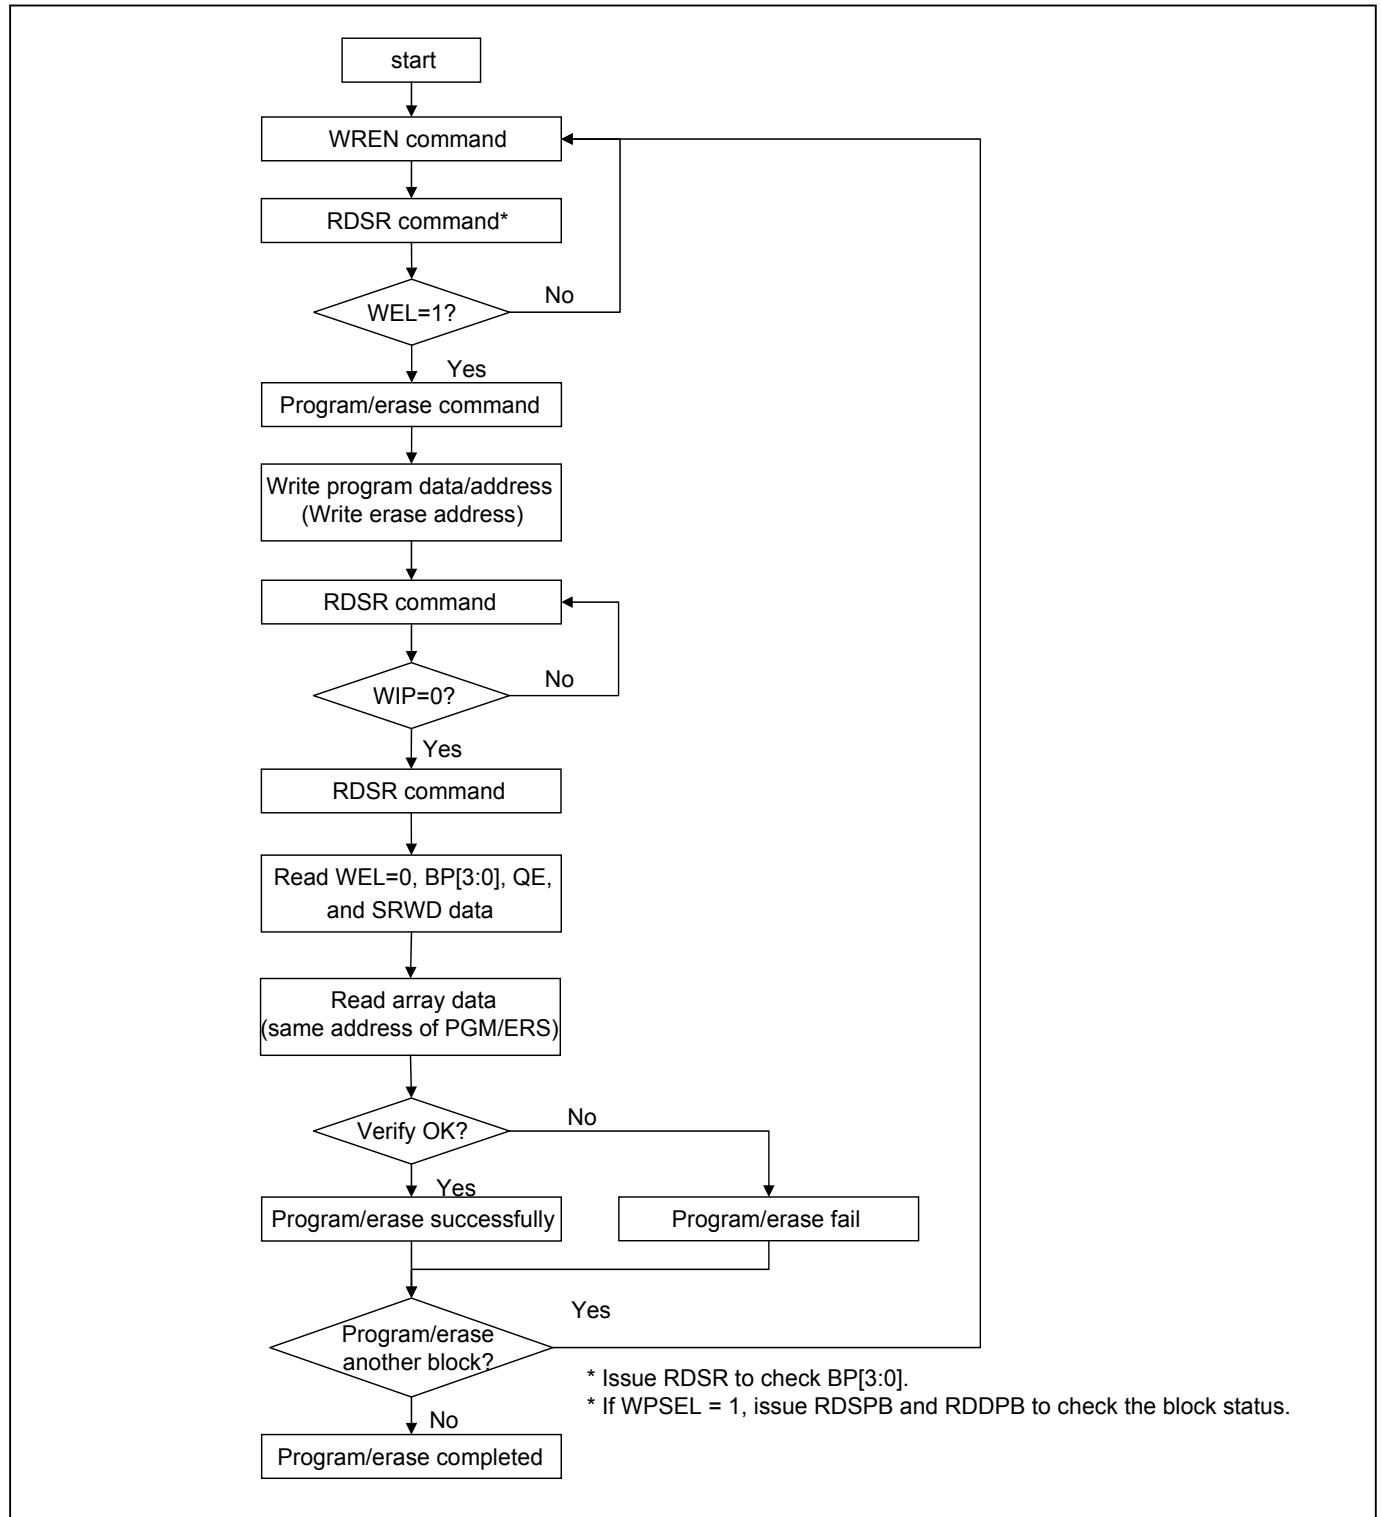 start
WREN command
RDSR command*
WEL=1?
No
Yes
Program/erase command
Write program data/address
(Write erase address)
RDSR command
WIP=0?
No
Yes
RDSR command
Read WEL=0, BP[3:0], QE,
and SRWD data
Read array data
(same address of PGM/ERS)
Verify OK?
No
Yes
Program/erase successfully
Program/erase fail
Program/erase
another block?
Yes
* Issue RDSR to check BP[3:0].
* If WPSEL = 1, issue RDSPB and RDDPB to check the block status.
No
Program/erase completed